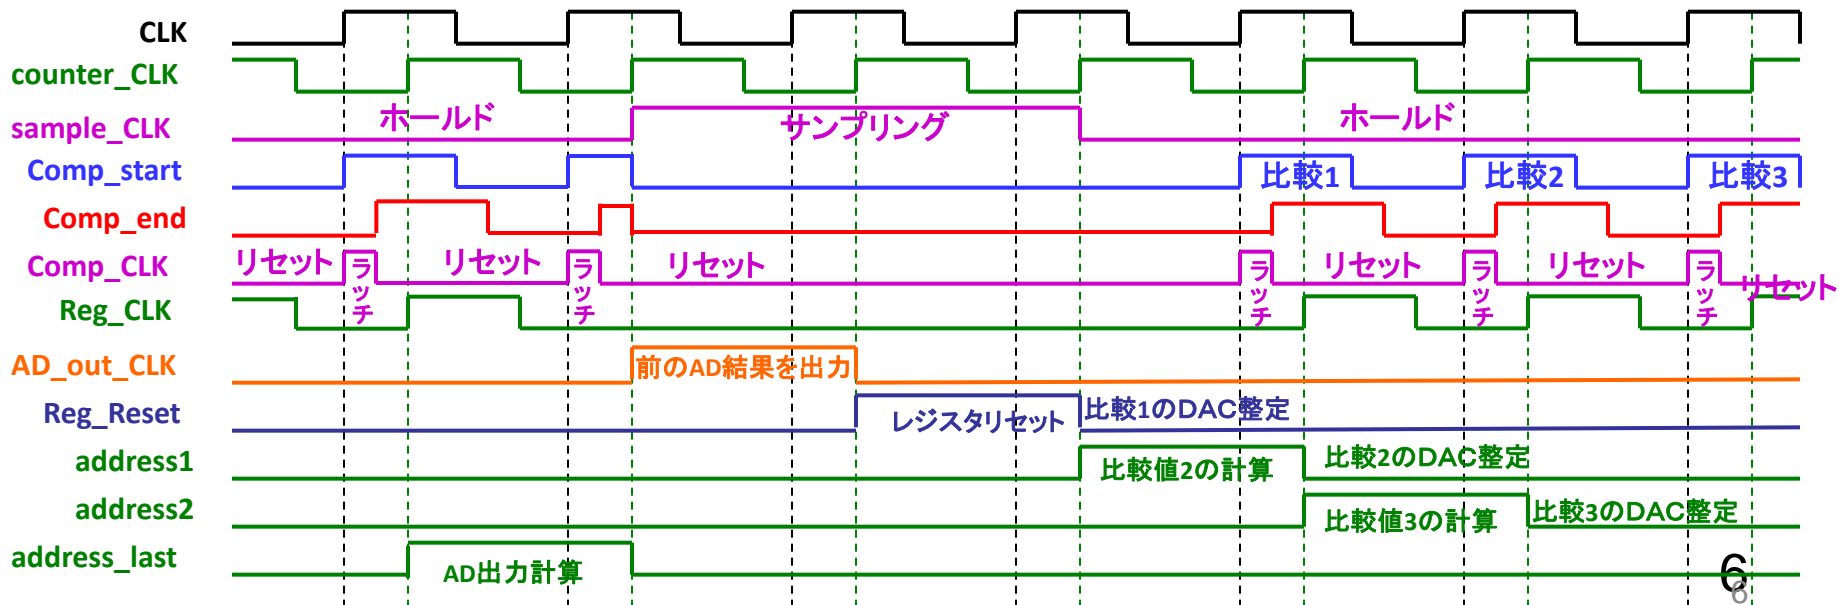 CLK
counter_CLK
sample_CLK
ホールド
サンプリング
ホールド
Comp_start
比較1
比較2
比較3
Comp_end
Comp_CLK
リセット
ラッチ
リセット
ラッチ
リセット
ラッチ
リセット
ラッチ
リセット
ラッチ
リセット
Reg_CLK
AD_out_CLK
前のAD結果を出力
Reg_Reset
レジスタリセット
比較1のDAC整定
address1
比較値2の計算
比較2のDAC整定
address2
比較値3の計算
比較3のDAC整定
address_last
AD出力計算
6
6